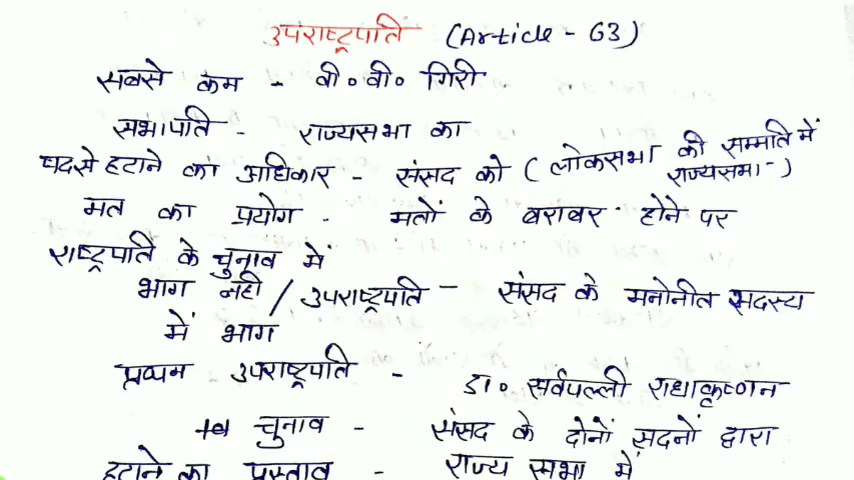 उपराष्ट्रपति (Article - 63)
सबसे कम - वी० वी० गिरी
सभापति - राज्यसभा का
पद से हटाने का अधिकार - संसद को (लोकसभा की सम्मति में राज्यसभा -)
मत का प्रयोग - मतों के बराबर होने पर
राष्ट्रपति के चुनाव में
भाग नहीं / उपराष्ट्रपति - संसद के मनोनीत सदस्य
में भाग
प्रथम उपराष्ट्रपति - डा० सर्वपल्ली राधाकृष्णन
चुनाव - संसद के दोनों सदनों द्वारा
हटाने का प्रस्ताव - राज्य सभा में